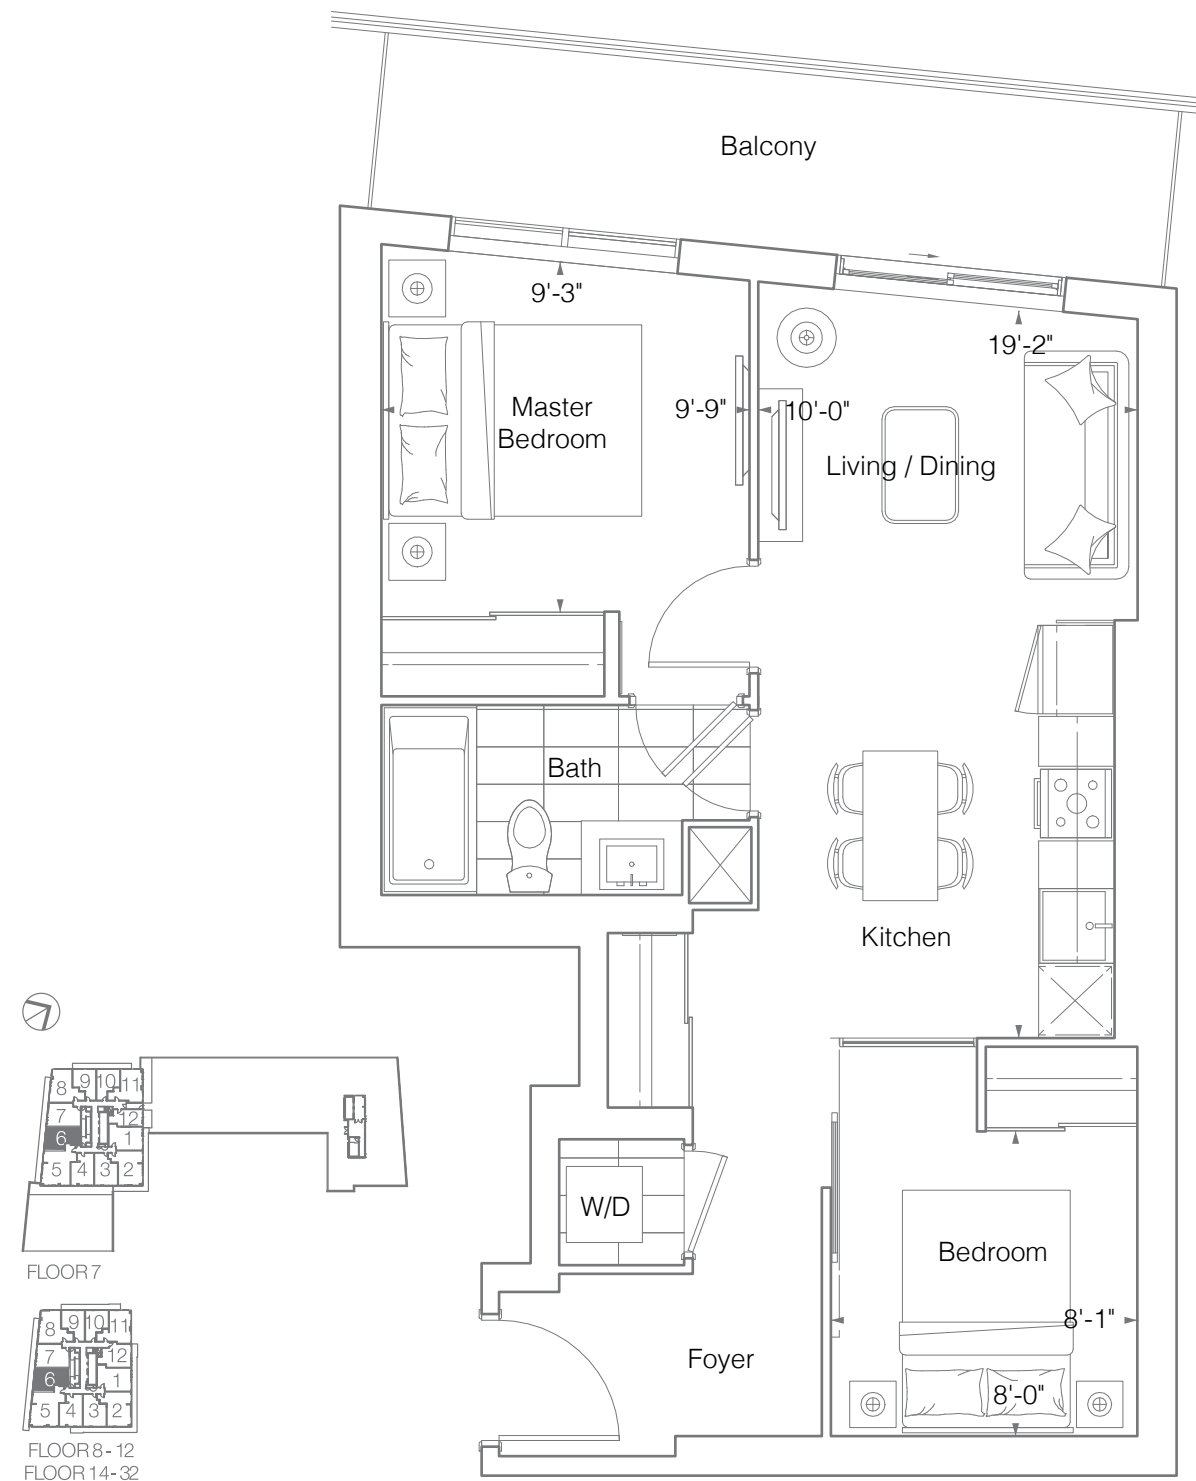 Balcony
9'-3"
19'-2"
Master
Bedroom
9'-9"
10'-0"
Living / Dining
Bath
Kitchen
W/D
Bedroom
8'-1"
Foyer
8'-0"
8
9
10
11
7
12
6
1
5
4
3
2
FLOOR 7
8
9
10
11
7
12
6
1
5
4
3
2
FLOOR 8 - 12
FLOOR 14 - 32